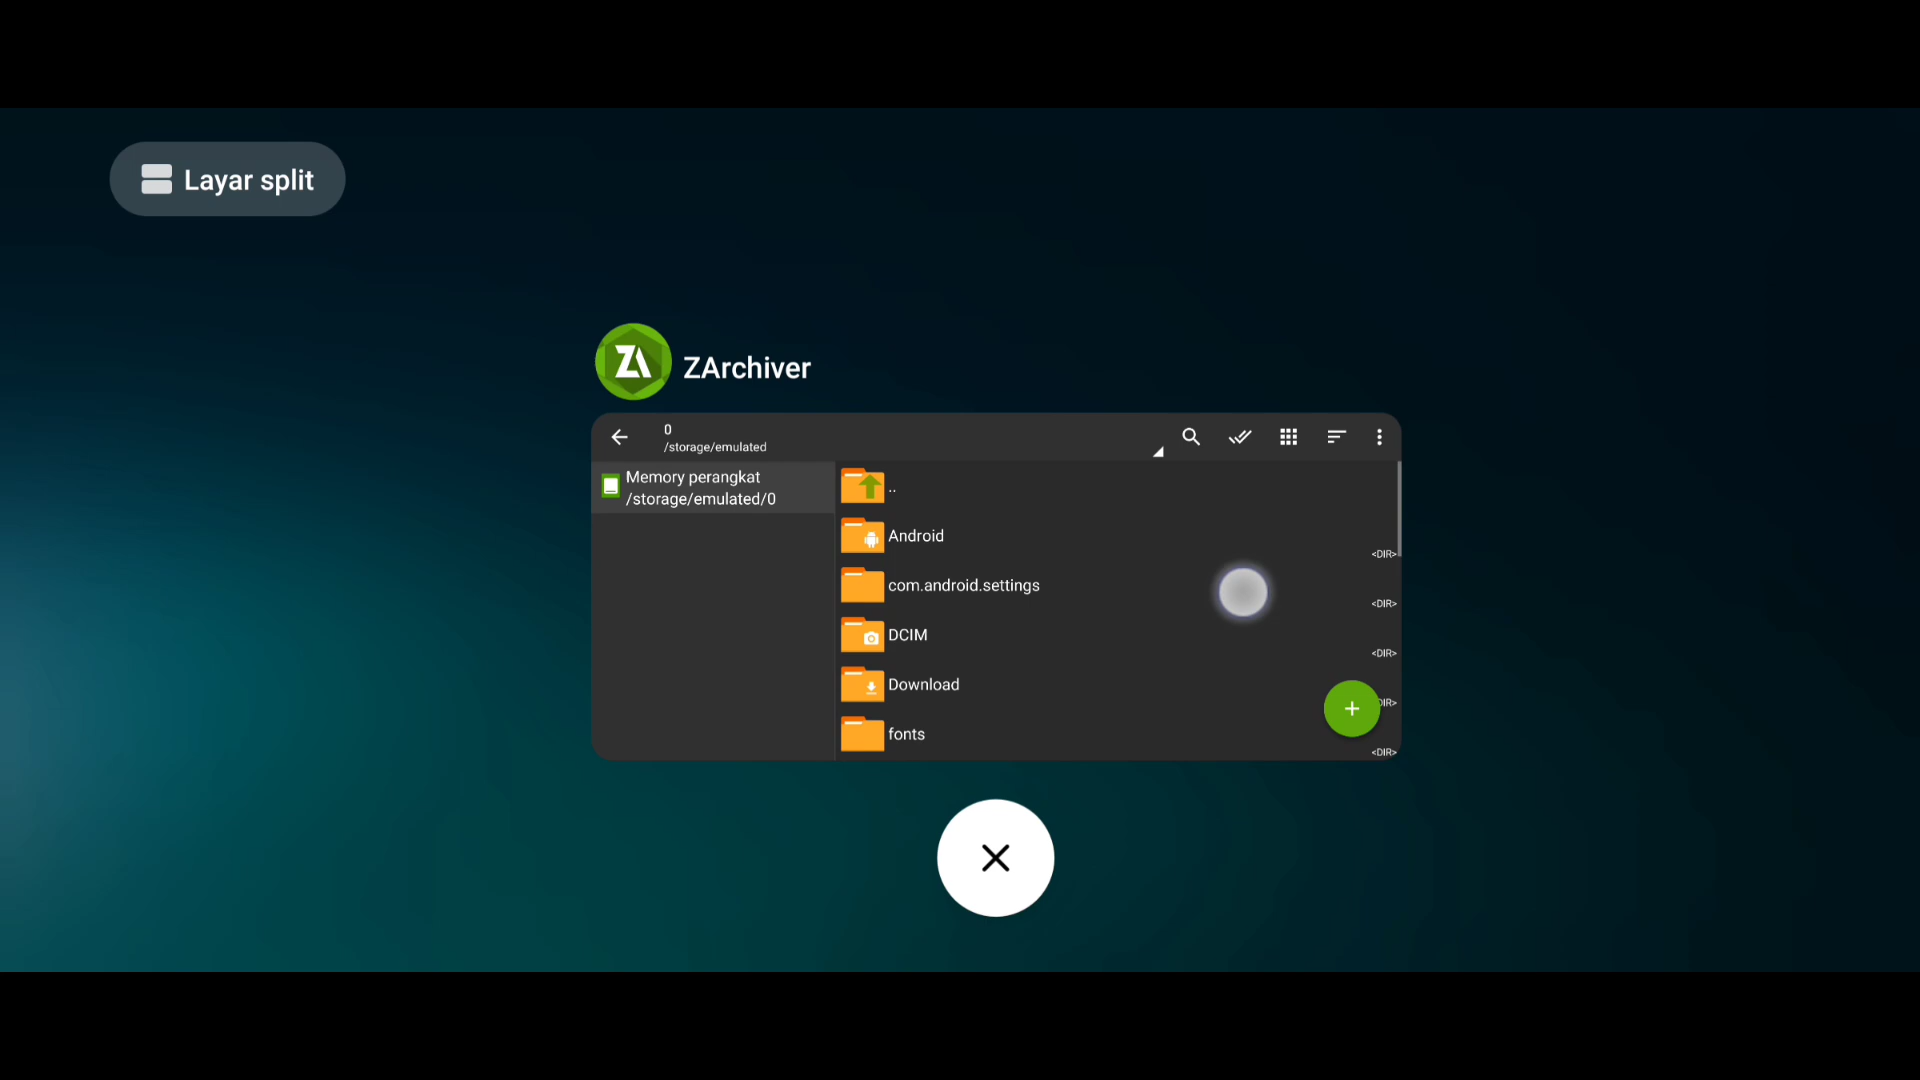 Layar split
ZArchiver
0
/storage/emulated
Memory perangkat
/storage/emulated/0
..
Android
<DIR>
com.android.settings
<DIR>
DCIM
<DIR>
Download
DIR>
fonts
<DIR>